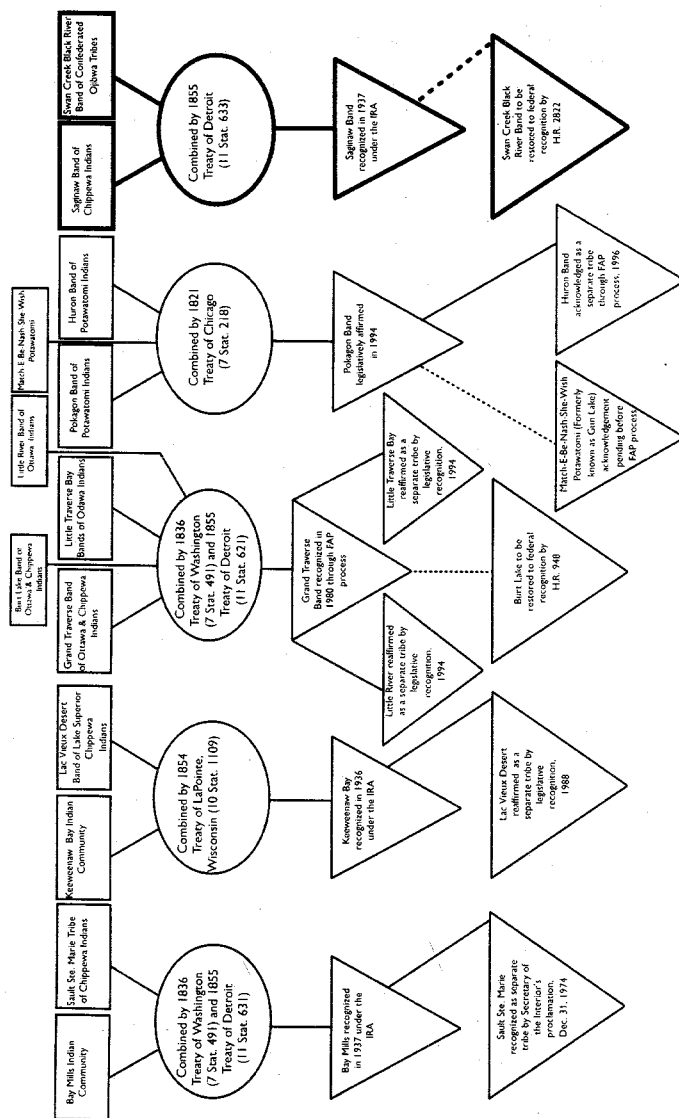 Bay Mills Indian
Community
Sault Ste. Marie Tribe
of Chippewa Indians
Combined by 1836
Treaty of Washington
(7 Stat. 491) and 1855
Treaty of Detroit
(11 Stat. 631)
Bay Mills recognized
in 1937 under the
IRA
Sault Ste. Marie
recognized as separate
tribe by Secretary of
the Interior's
proclamation.
Dec. 31, 1974
Keeweenaw Bay Indian
Community
Lac Vieux Desert
Band of Lake Superior
Chippewa
Indians
Combined by 1854
Treaty of LaPointe,
Wisconsin (10 Stat. 1109)
Keeweenaw Bay
recognized in 1936
under the IRA
Lac Vieux Desert
reaffirmed as a
separate tribe by
legislative
recognition.
1988
Grand Traverse Band
of Ottawa & Chippewa
Indians
Burt Lake Band of
Ottawa & Chippewa
Indians
Little Traverse Bay
Bands of Odawa Indians
Little River Band of
Ottawa Indians
Combined by 1836
Treaty of Washington
(7 Stat. 491) and 1855
Treaty of Detroit
(11 Stat. 621)
Grand Traverse
Band recognized in
1980 through FAP
process
Little River reaffirmed
as a separate tribe by
legislative
recognition.
1994
Little Traverse Bay
reaffirmed as a
separate tribe by
legislative
recognition.
1994
Burt Lake to be
restored to federal
recognition by
H.R. 948
Pokagon Band of
Potawatomi Indians
Match-E-Be-Nash-She-Wish
Potawatomi
Huron Band of
Potawatomi Indians
Combined by 1821
Treaty of Chicago
(7 Stat. 218)
Pokagon Band
legislatively affirmed
in 1994
Match-E-Be-Nash-She-Wish
Potawatomi (Formerly
known as Gun Lake)
acknowledgement
pending before
FAP process
Huron Band
acknowledged as a
separate tribe
through FAP
process, 1996
Saginaw Band of
Chippewa Indians
Swan Creek Black River
Band of Confederated
Ojibwa Tribes
Combined by 1855
Treaty of Detroit
(11 Stat. 633)
Saginaw Band
recognized in 1937
under the IRA
Swan Creek Black
River Band to be
restored to federal
recognition by
H.R. 2822